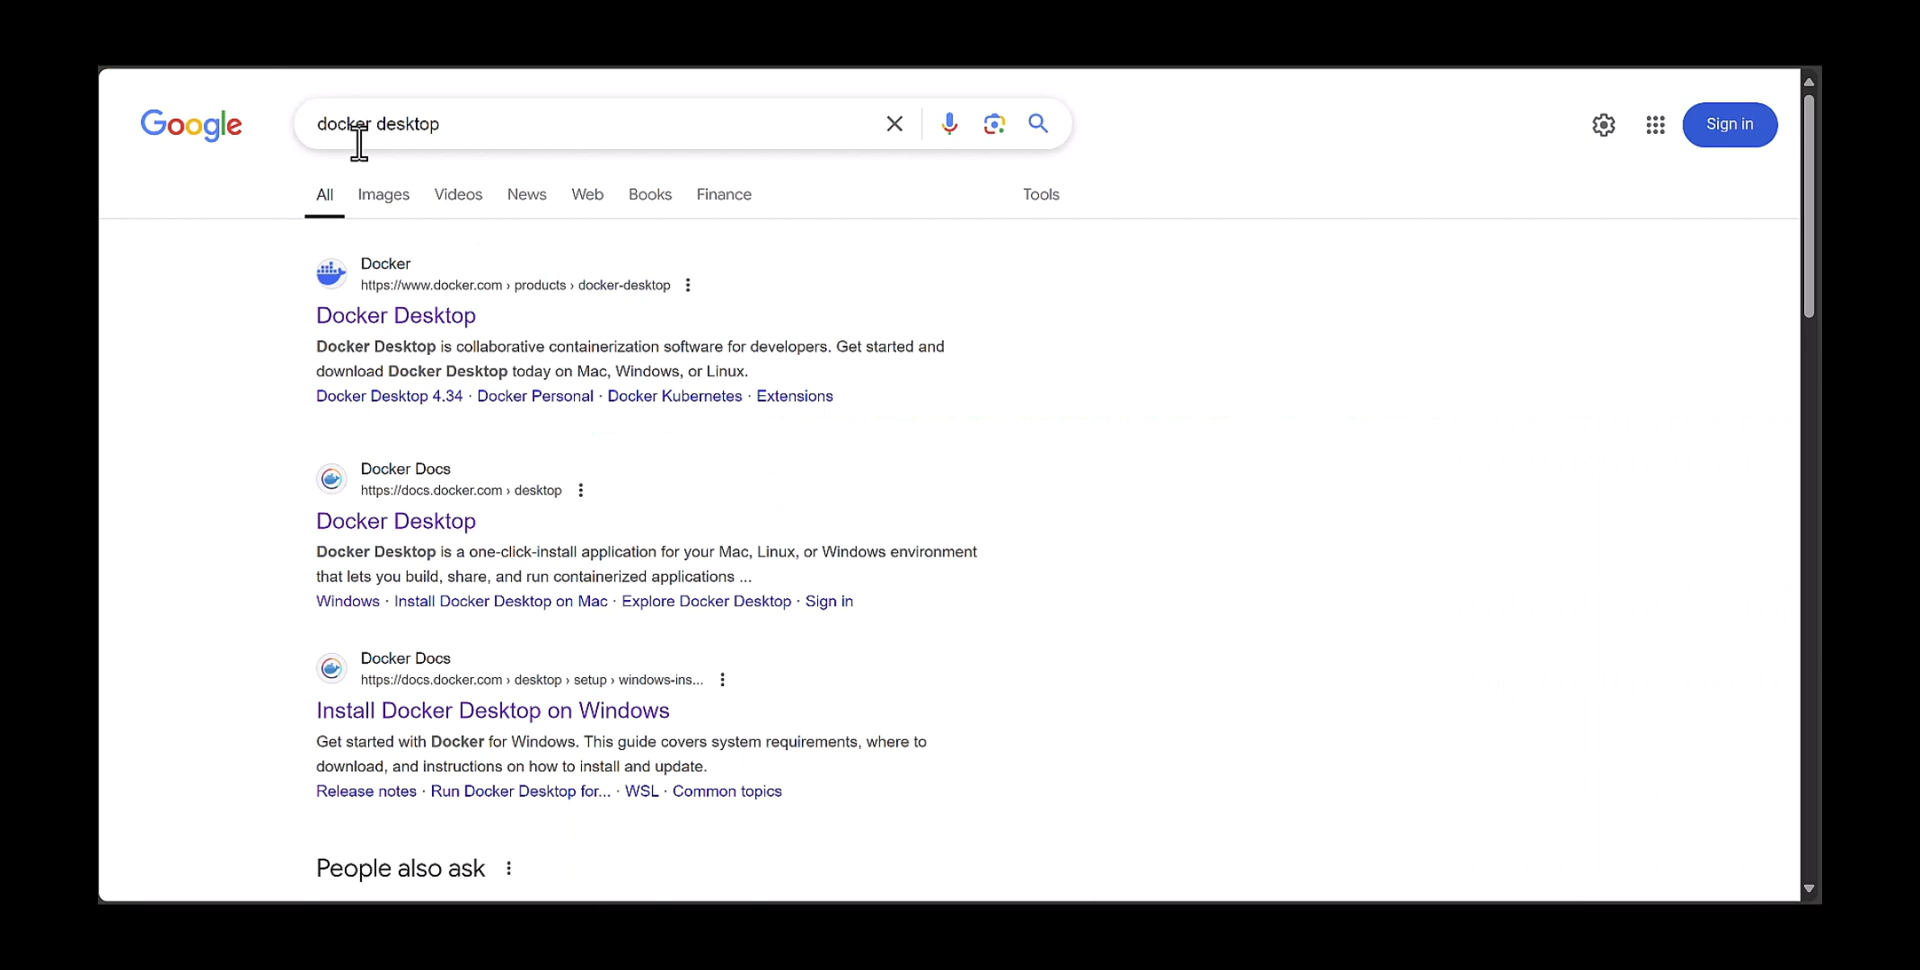 Google
docker desktop
Sign in
All Images Videos News Web Books Finance Tools
Docker
https://www.docker.com › products › docker-desktop
Docker Desktop
Docker Desktop is collaborative containerization software for developers. Get started and
download Docker Desktop today on Mac, Windows, or Linux.
Docker Desktop 4.34 · Docker Personal · Docker Kubernetes · Extensions
Docker Docs
https://docs.docker.com › desktop
Docker Desktop
Docker Desktop is a one-click-install application for your Mac, Linux, or Windows environment
that lets you build, share, and run containerized applications ...
Windows · Install Docker Desktop on Mac · Explore Docker Desktop · Sign in
Docker Docs
https://docs.docker.com › desktop › setup › windows-ins...
Install Docker Desktop on Windows
Get started with Docker for Windows. This guide covers system requirements, where to
download, and instructions on how to install and update.
Release notes · Run Docker Desktop for... · WSL · Common topics
People also ask